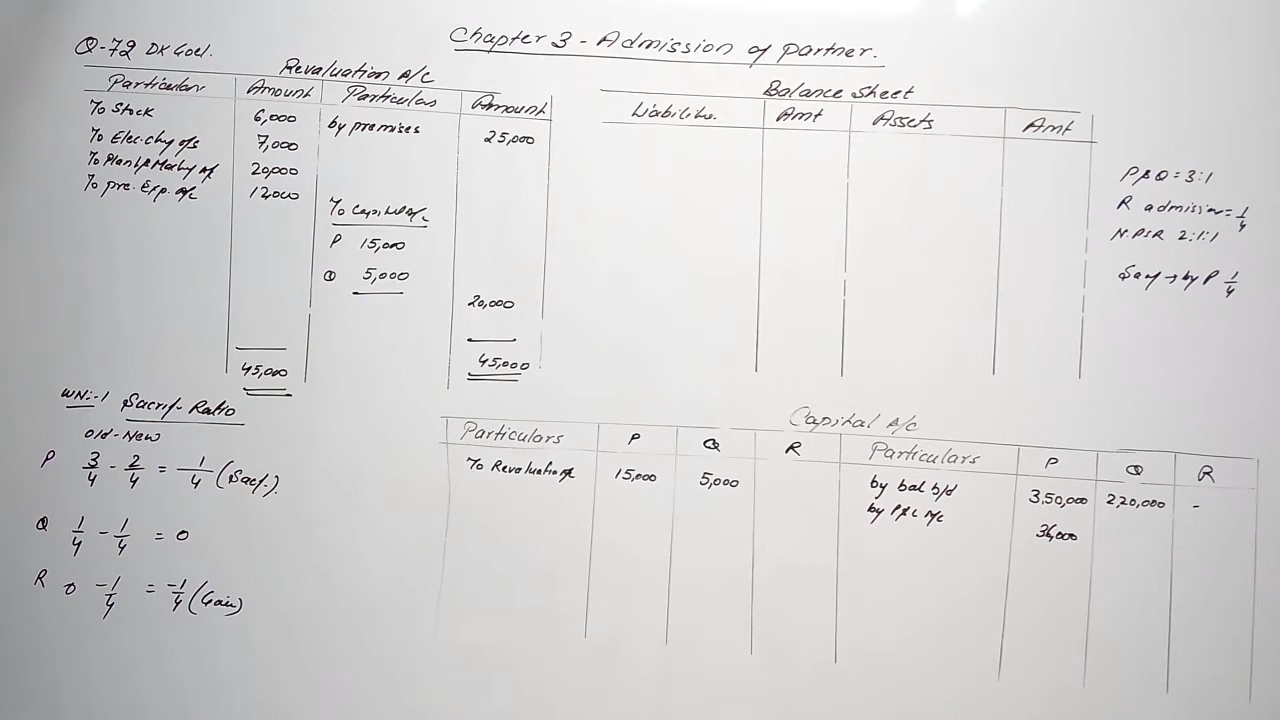 Chapter 3 - Admission of partner.
Q-72 DK Goel.
Revaluation A/C
Particulars Amount Particulars Amount
To Stock 6,000 by premises 25,000
To Elec. chg o/s 7,000
To Plant & Machy A/c 20,000
To pre. Exp. A/c 12,000
To Capital A/c
P 15,000
Q 5,000
20,000
45,000 45,000
Balance Sheet
Liabilitie. Amt Assets Amt
P & Q = 3:1
R admission = 1/4
N.PSR 2:1:1
Sacf → by P 1/4
WN:-1 Sacrif. Ratio
Old - New
P 3/4 - 2/4 = 1/4 (Sacf.)
Q 1/4 - 1/4 = 0
R 0 - 1/4 = -1/4 (Gain)
Capital A/c
Particulars P Q R Particulars P Q R
To Revaluation A/c 15,000 5,000 by bal b/d 3,50,000 2,20,000 -
by P&L A/c 36,000